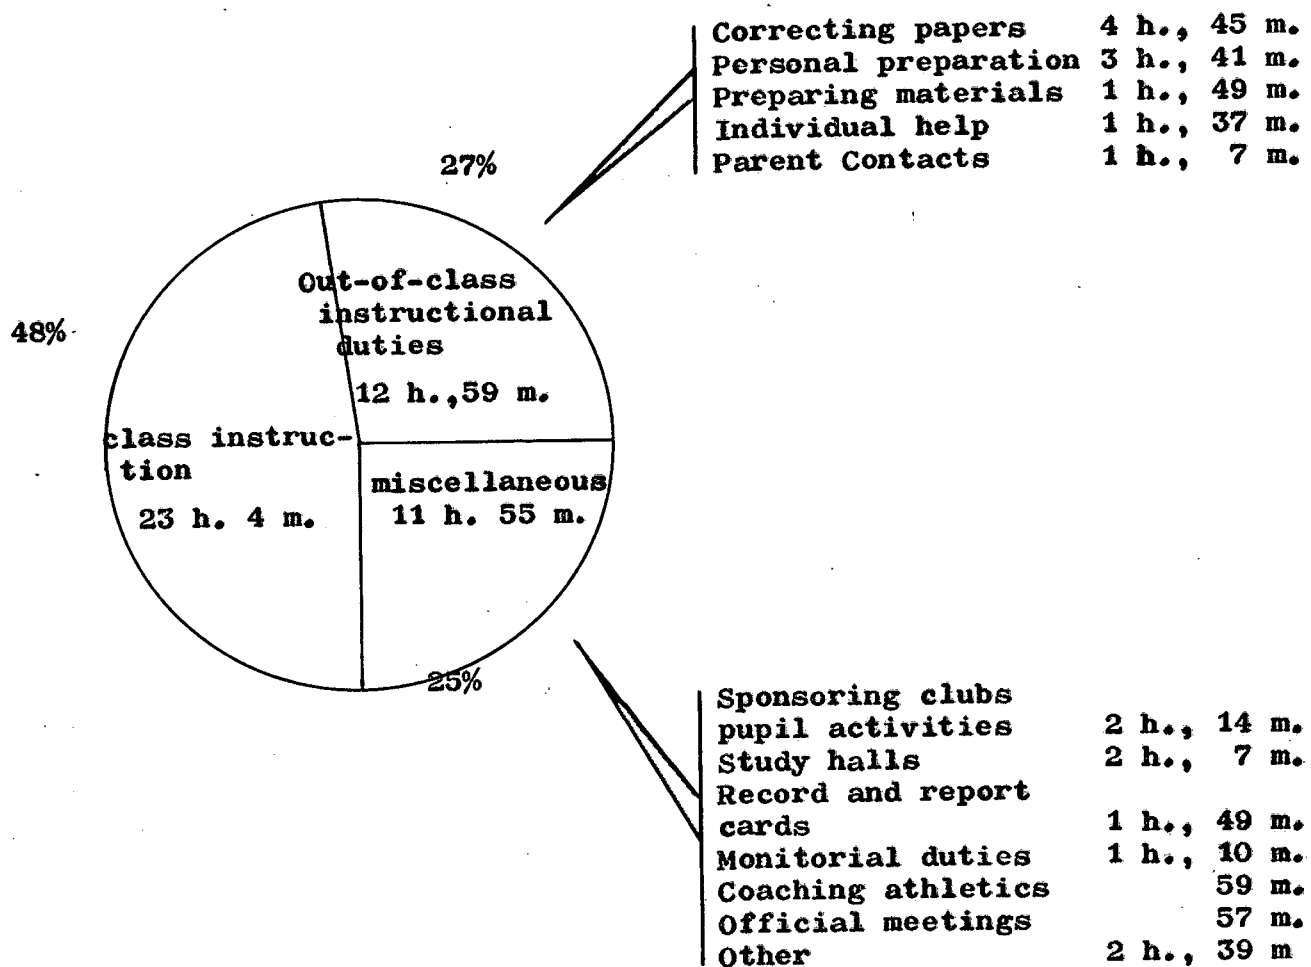 Correcting papers 4 h., 45 m.
Personal preparation 3 h., 41 m.
Preparing materials 1 h., 49 m.
Individual help 1 h., 37 m.
Parent Contacts 1 h., 7 m.
27%
48%
Out-of-class
instructional
duties
12 h.,59 m.
class instruc-
tion
23 h. 4 m.
miscellaneous
11 h. 55 m.
25%
Sponsoring clubs
pupil activities 2 h., 14 m.
Study halls 2 h., 7 m.
Record and report
cards 1 h., 49 m.
Monitorial duties 1 h., 10 m.
Coaching athletics 59 m.
Official meetings 57 m.
Other 2 h., 39 m